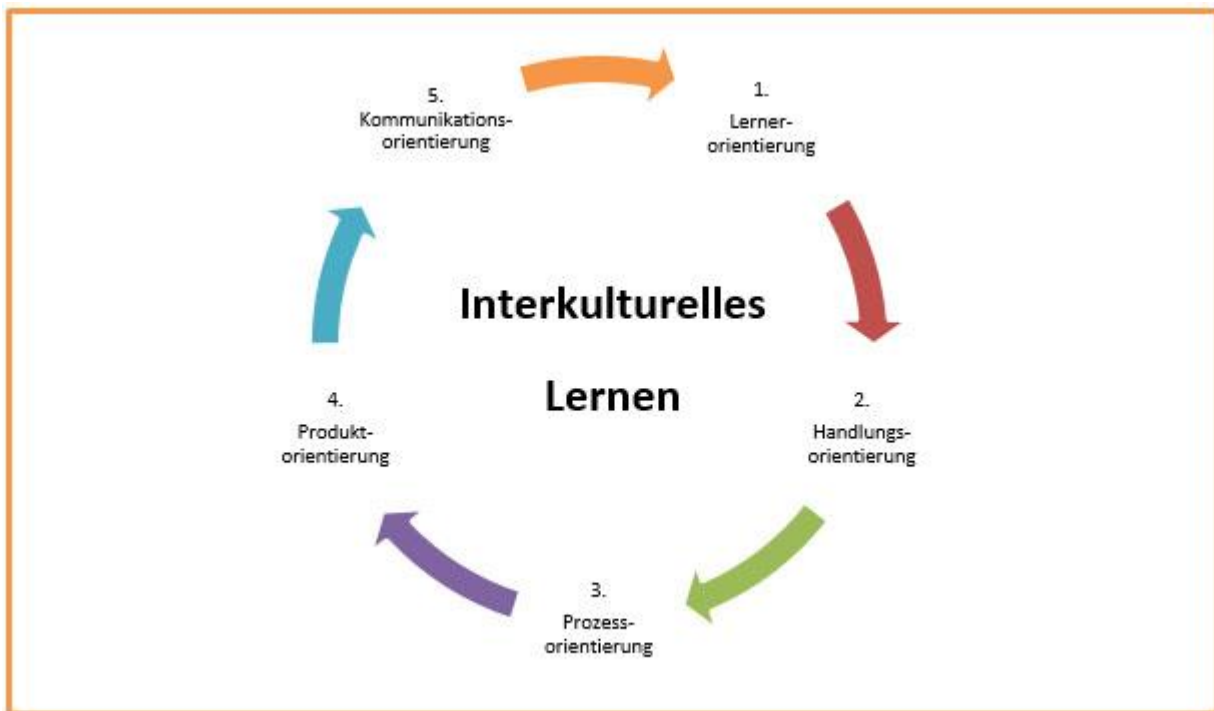 1.
Lerner-
orientierung
2.
Handlungs-
orientierung
3.
Prozess-
orientierung
4.
Produkt-
orientierung
5.
Kommunikations-
orientierung
Interkulturelles
Lernen